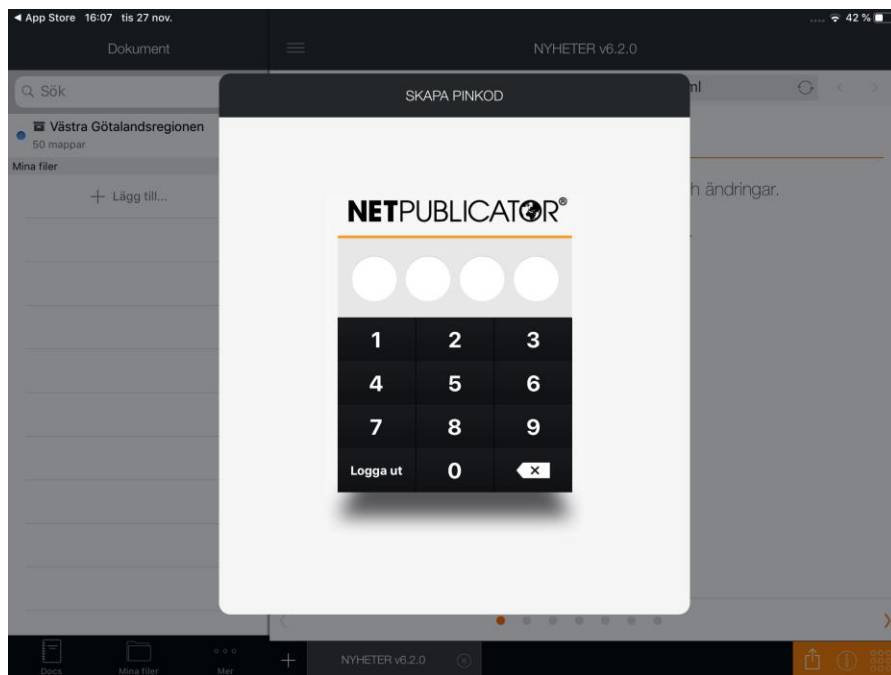 ◀ App Store 16:07 tis 27 nov. 42 %
Dokument
NYHETER v6.2.0
Sök
ml
SKAPA PINKOD
Västra Götalandsregionen
50 mappar
Mina filer
Lägg till...
h ändringar.
NETPUBLICATOR®
1 2 3
4 5 6
7 8 9
Logga ut 0
Docs Mina filer Mer NYHETER v6.2.0